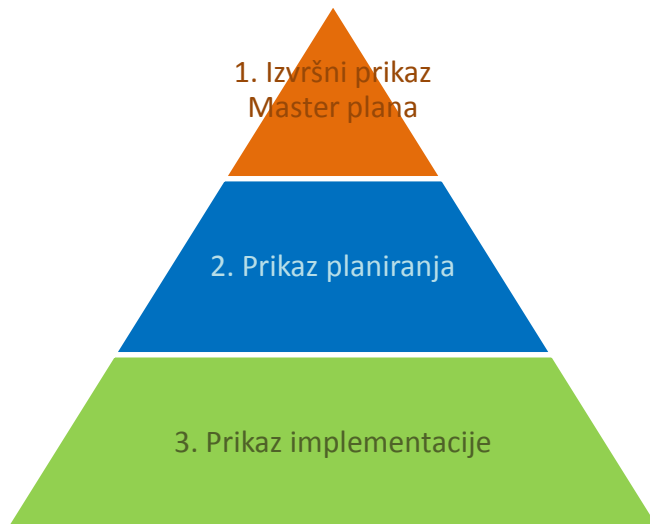 1. Izvršni prikaz
Master plana
2. Prikaz planiranja
3. Prikaz implementacije